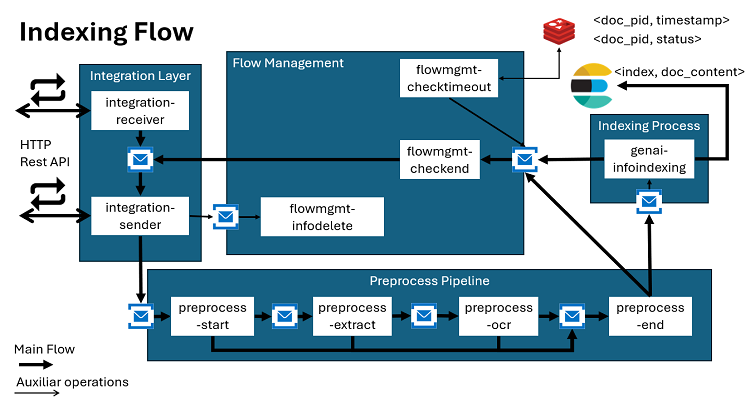 Indexing Flow
<doc_pid, timestamp>
<doc_pid, status>
<index, doc_content>
Integration Layer
integration-
receiver
HTTP
Rest API
integration-
sender
Flow Management
flowmgmt-
checktimeout
flowmgmt-
checkend
flowmgmt-
infodelete
Indexing Process
genai-
infoindexing
Preprocess Pipeline
preprocess
-start
preprocess
-extract
preprocess
-ocr
preprocess
-end
Main Flow
Auxiliar operations